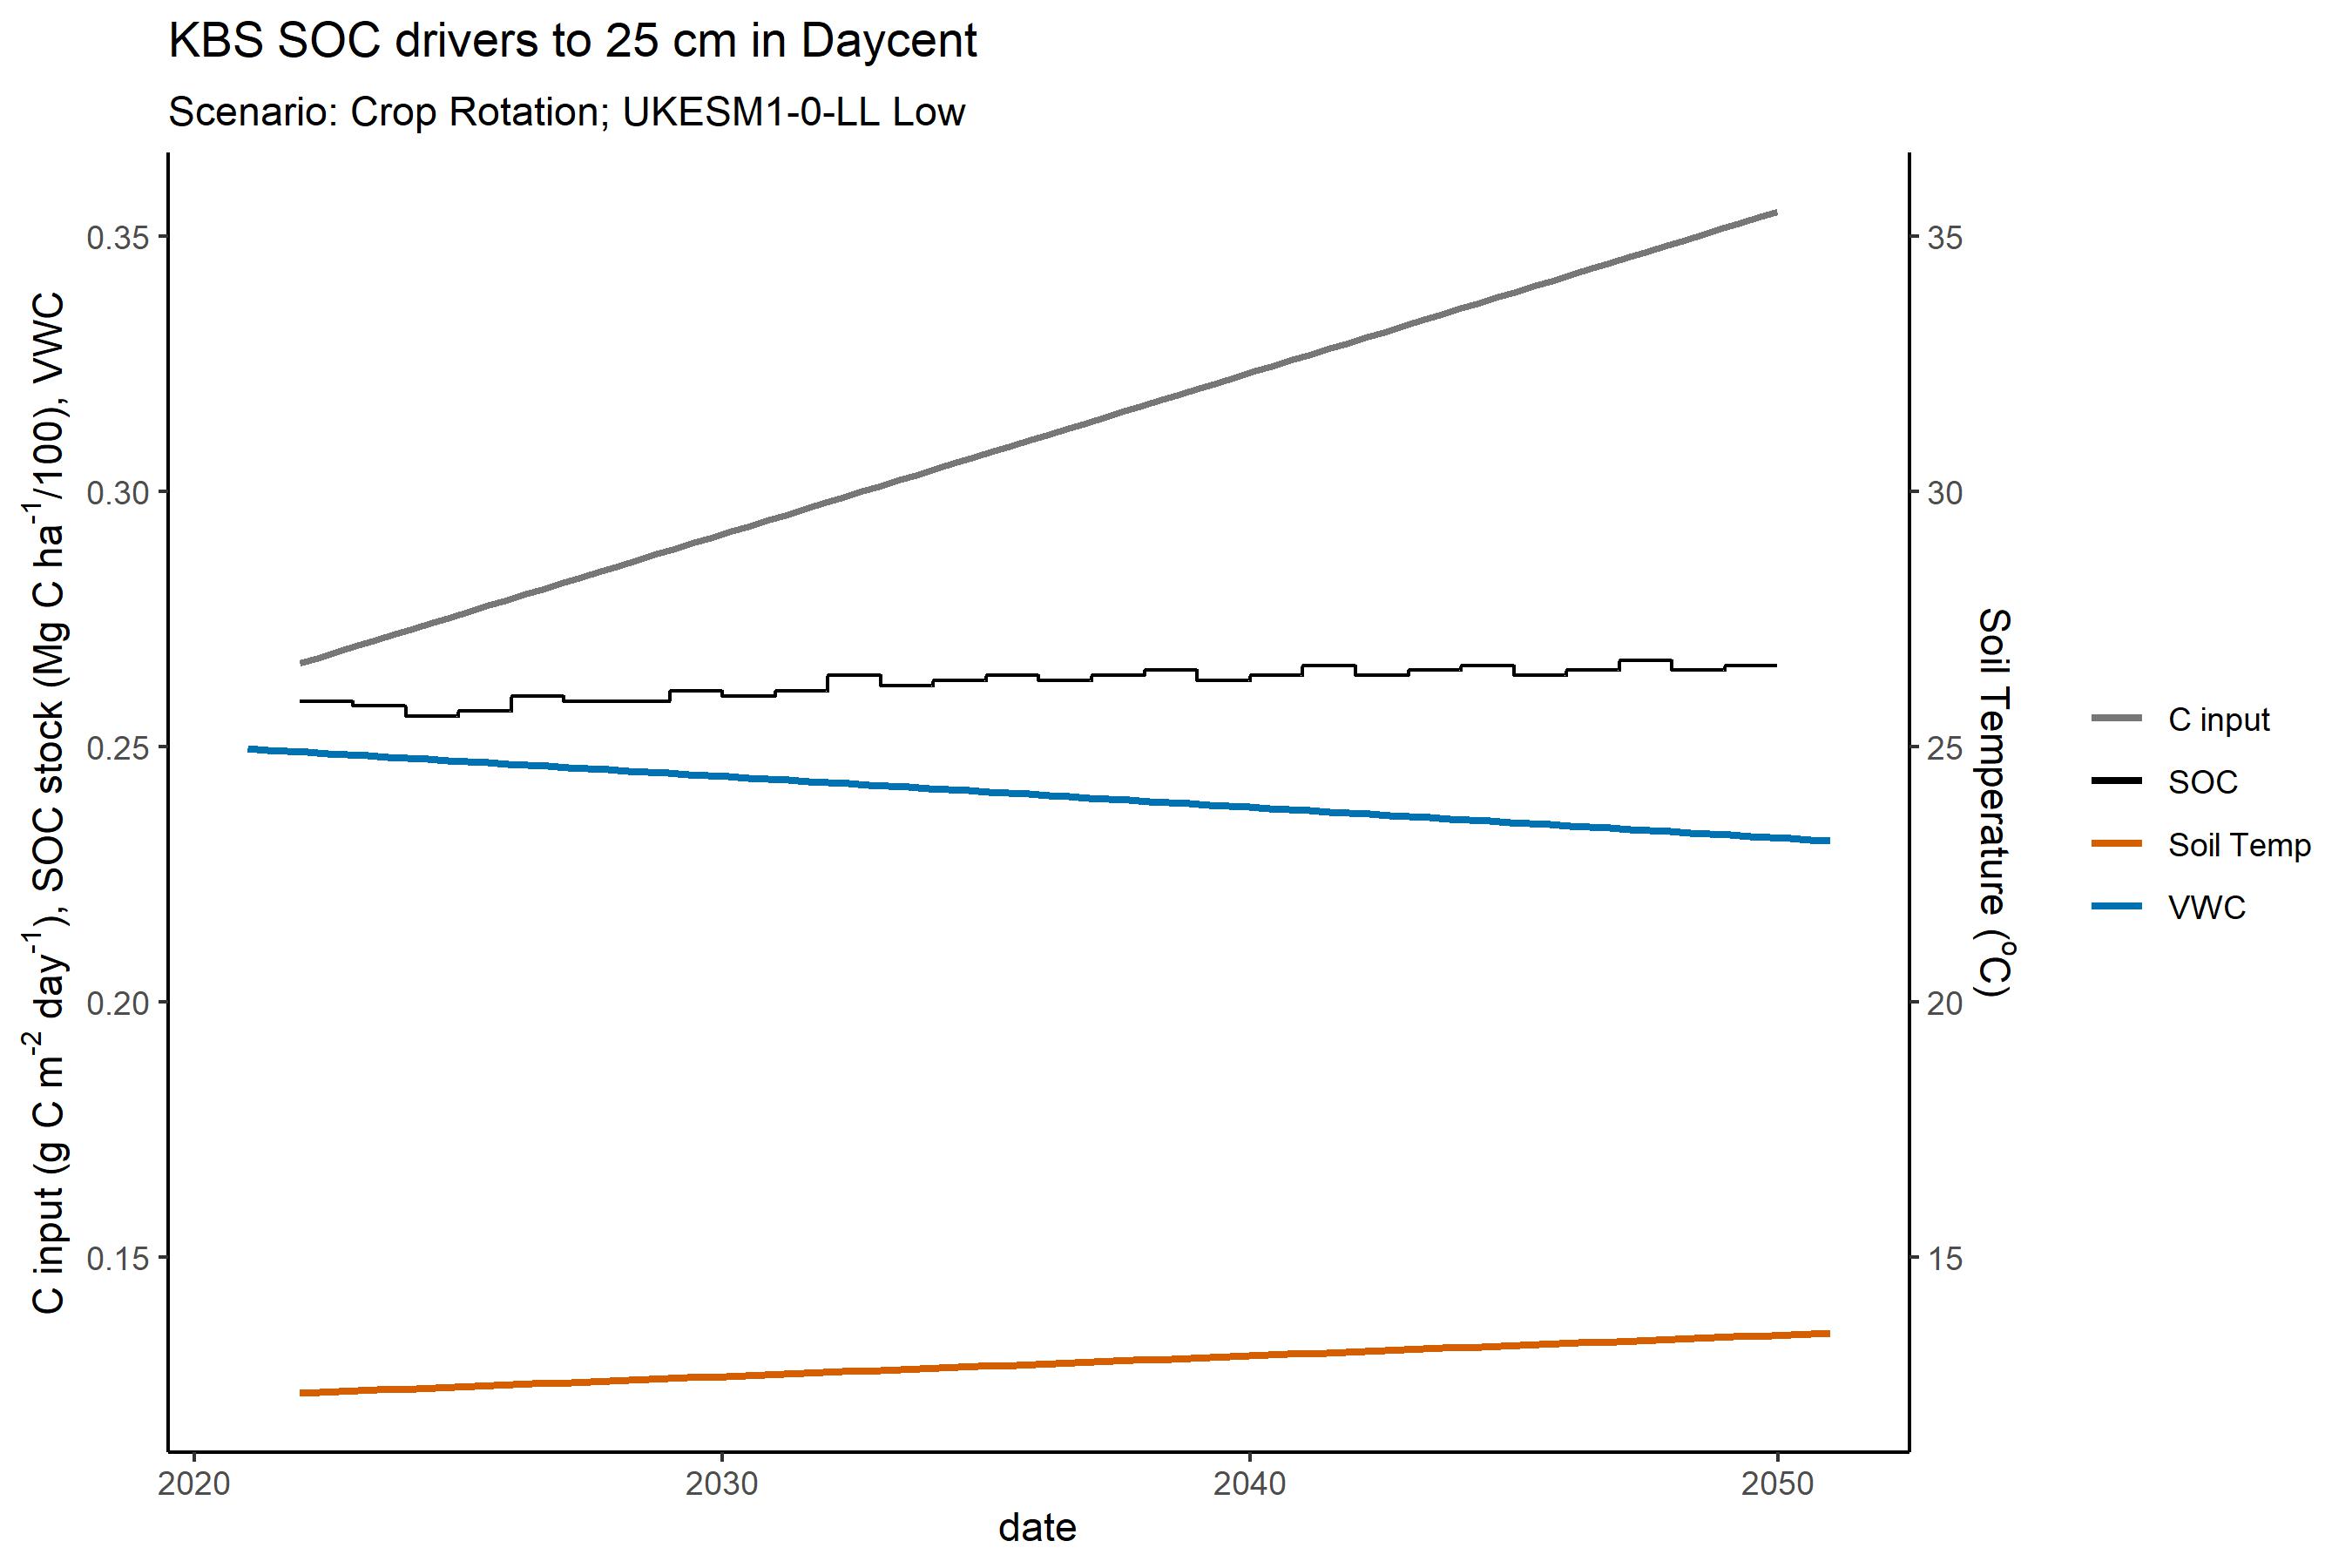 KBS SOC drivers to 25 cm in Daycent
Scenario: Crop Rotation; UKESM1-0-LL Low
C input (g C m⁻² day⁻¹), SOC stock (Mg C ha⁻¹/100), VWC
0.35
0.30
0.25
0.20
0.15
35
30
25
20
15
Soil Temperature (⁰C)
C input
SOC
Soil Temp
VWC
2020
2030
2040
2050
date